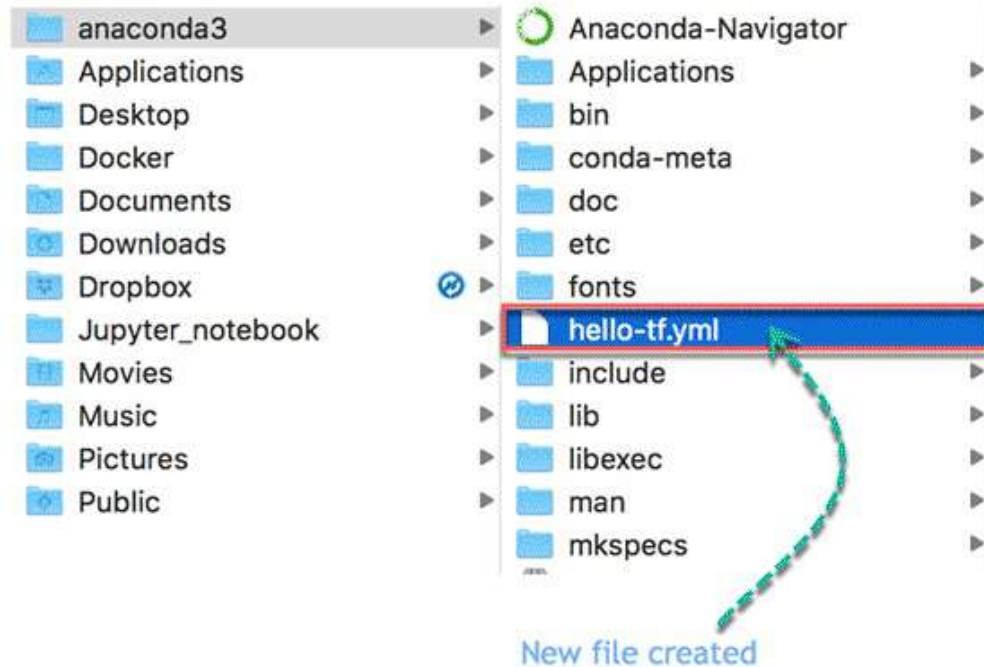 anaconda3
Applications
Desktop
Docker
Documents
Downloads
Dropbox
Jupyter_notebook
Movies
Music
Pictures
Public
Anaconda-Navigator
Applications
bin
conda-meta
doc
etc
fonts
hello-tf.yml
include
lib
libexec
man
mkspecs
New file created